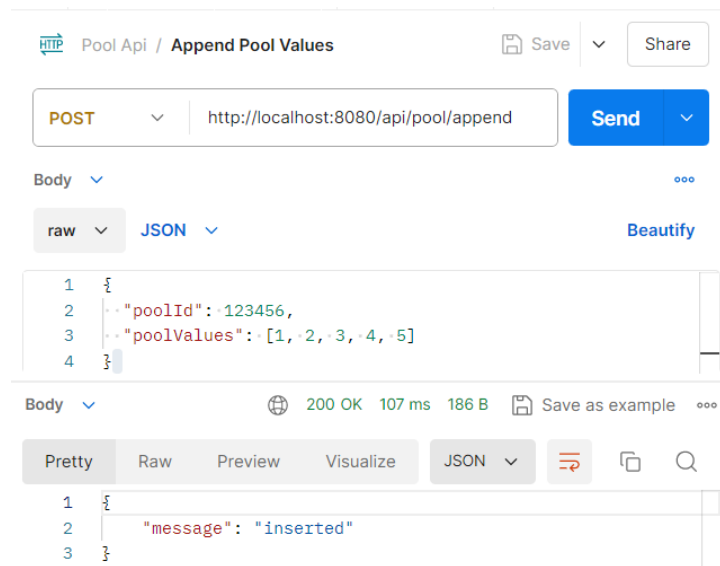 HTTP Pool Api / Append Pool Values Save Share
POST http://localhost:8080/api/pool/append Send
Body
raw JSON Beautify
1 {
2 "poolId": 123456,
3 "poolValues": [1, 2, 3, 4, 5]
4 }
Body 200 OK 107 ms 186 B Save as example
Pretty Raw Preview Visualize JSON
1 {
2 "message": "inserted"
3 }